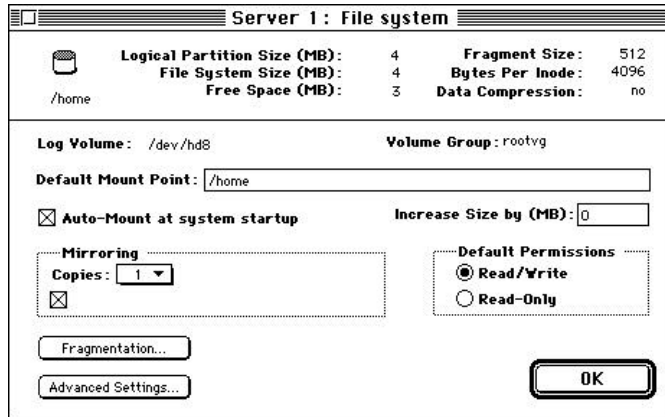 Server 1 : File system
Logical Partition Size (MB) : 4 Fragment Size : 512
File System Size (MB) : 4 Bytes Per Inode : 4096
Free Space (MB) : 3 Data Compression : no
/home
Log Volume : /dev/hd8 Volume Group : rootvg
Default Mount Point : /home
Auto-Mount at system startup Increase Size by (MB) : 0
Mirroring Default Permissions
Copies : 1 Read/Write
Read-Only
Fragmentation...
Advanced Settings... OK